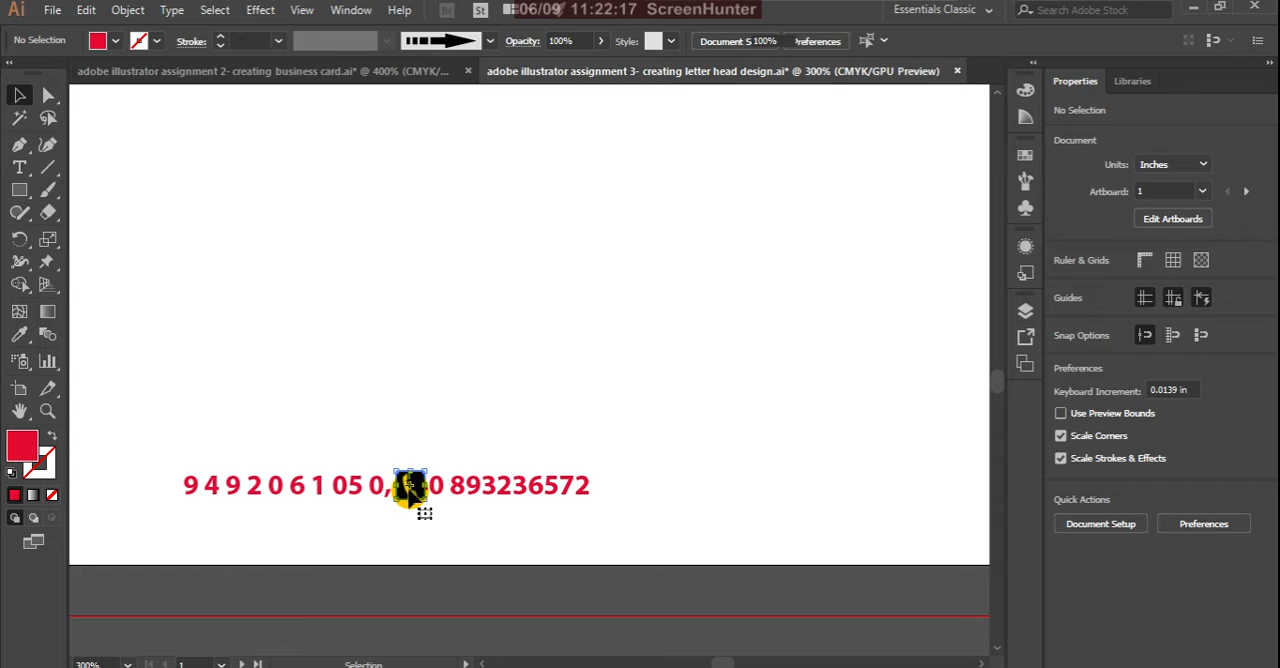 Ai File Edit Object Type Select Effect View Window Help Br St 06/09 11:22:17 ScreenHunter Essentials Classic Search Adobe Stock
No Selection Stroke: Opacity: 100% Style: Document S 100% Preferences
adobe illustrator assignment 2- creating business card.ai* @ 400% (CMYK/... adobe illustrator assignment 3- creating letter head design.ai* @ 300% (CMYK/GPU Preview)
Properties Libraries
No Selection
Document
Units: Inches
Artboard: 1
Edit Artboards
Ruler & Grids
Guides
Snap Options
Preferences
Keyboard Increment: 0.0139 in
Use Preview Bounds
Scale Corners
Scale Strokes & Effects
Quick Actions
Document Setup Preferences
9 4 9 2 0 6 1 05 0, 0 893236572
300% 1 Selection